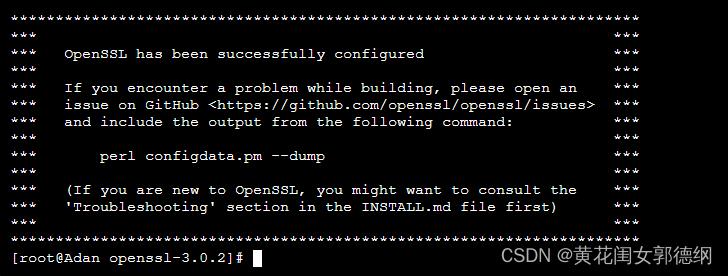 **********************************************************************
***                                                                ***
***   OpenSSL has been successfully configured                     ***
***                                                                ***
***   If you encounter a problem while building, please open an    ***
***   issue on GitHub <https://github.com/openssl/openssl/issues>  ***
***   and include the output from the following command:           ***
***                                                                ***
***       perl configdata.pm --dump                                ***
***                                                                ***
***   (If you are new to OpenSSL, you might want to consult the    ***
***   'Troubleshooting' section in the INSTALL.md file first)      ***
***                                                                ***
**********************************************************************
[root@Adan openssl-3.0.2]#
CSDN @黄花闺女郭德纲